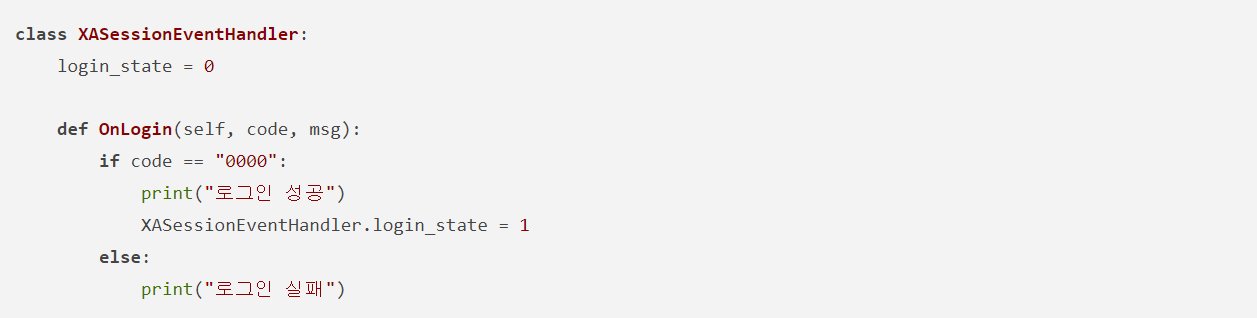 class XASessionEventHandler:
    login_state = 0

    def OnLogin(self, code, msg):
        if code == "0000":
            print("로그인 성공")
            XASessionEventHandler.login_state = 1
        else:
            print("로그인 실패")